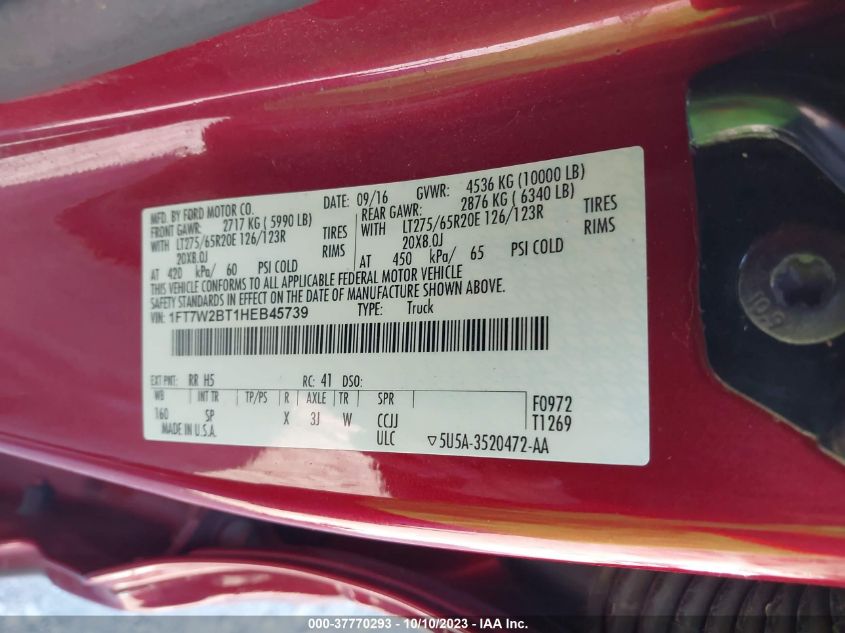 MFD. BY FORD MOTOR CO. DATE: 09/16 GVWR: 4536 KG (10000 LB)
FRONT GAWR: 2717 KG ( 5990 LB) REAR GAWR: 2876 KG ( 6340 LB)
WITH LT275/65R20E 126/123R TIRES WITH LT275/65R20E 126/123R TIRES
20X8.0J RIMS 20X8.0J RIMS
AT 420 kPa/ 60 PSI COLD AT 450 kPa/ 65 PSI COLD
THIS VEHICLE CONFORMS TO ALL APPLICABLE FEDERAL MOTOR VEHICLE
SAFETY STANDARDS IN EFFECT ON THE DATE OF MANUFACTURE SHOWN ABOVE.
VIN: 1FT7W2BT1HEB45739 TYPE: Truck
EXT PNT: RR H5 RC: 41 DSO:
WB INT TR TP/PS R AXLE TR SPR F0972
160 SP X 3J W CCJJ T1269
MADE IN U.S.A. ULC ▽5U5A-3520472-AA
000-37770293 - 10/10/2023 - © IAA, Inc.